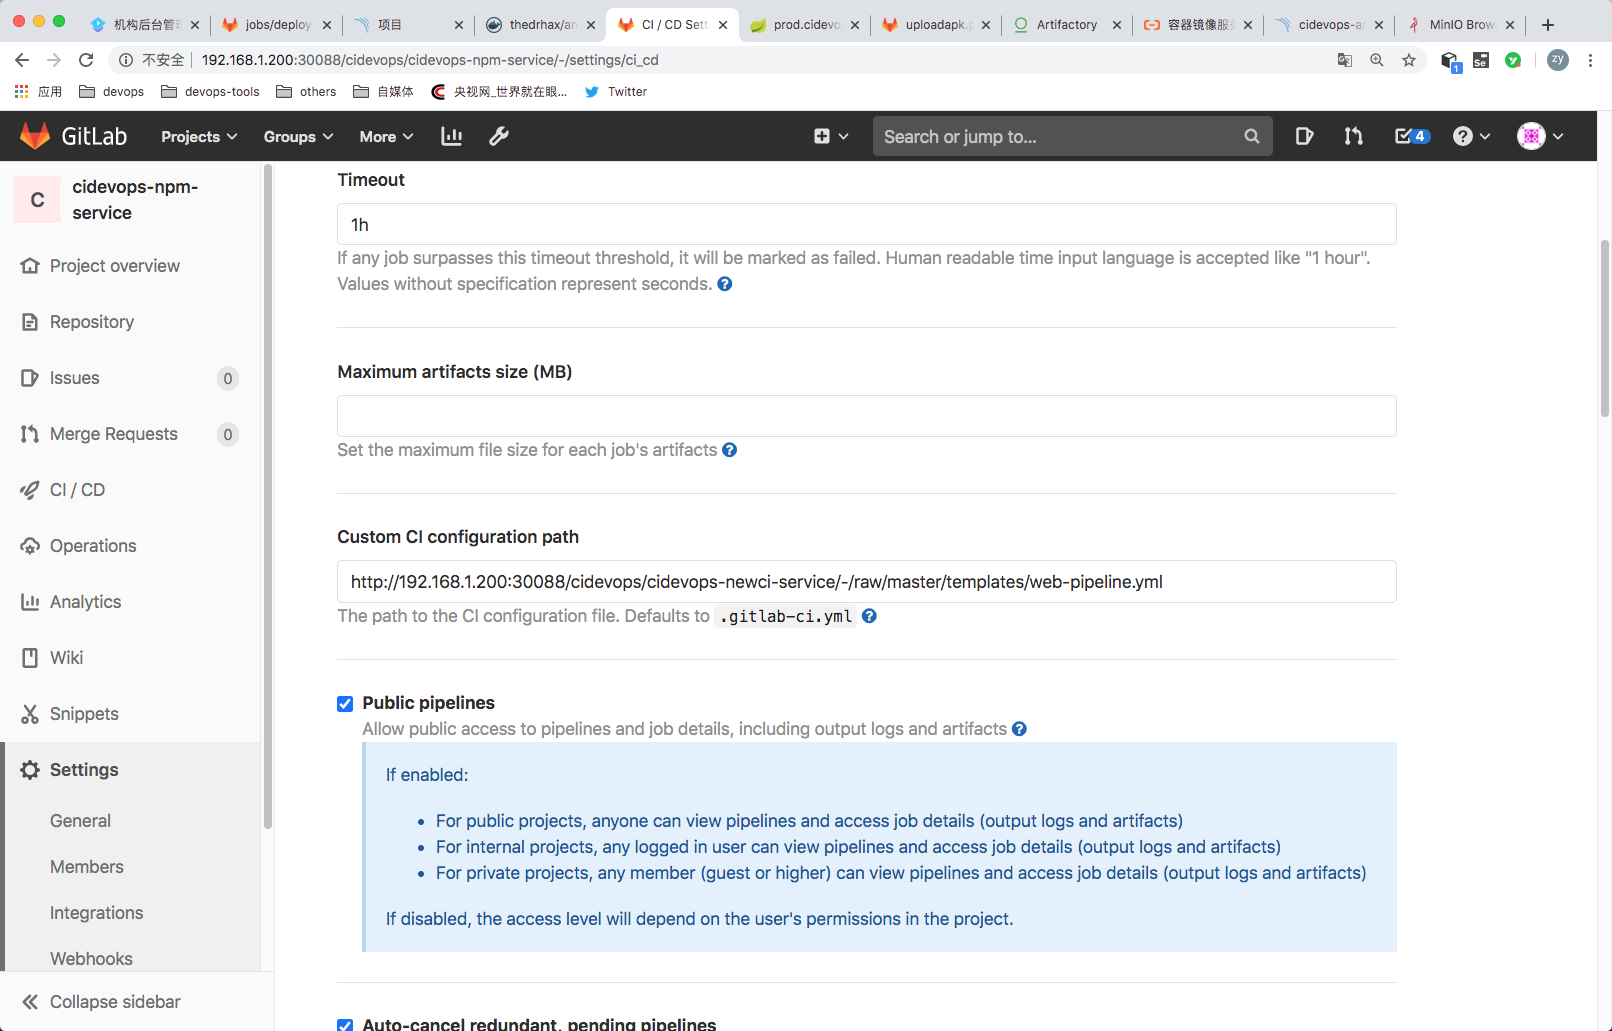 机构后台管
jobs/deploy.
项目
thedrhax/an
CI / CD Sett
prod.cidevo
uploadapk.
Artifactory
容器镜像服
cidevops-a
MinIO Brow
不安全
192.168.1.200:30088/cidevops/cidevops-npm-service/-/settings/ci_cd
1
Se
ZY
应用
devops
devops-tools
others
自媒体
央视网_世界就在眼...
Twitter
GitLab
Projects
Groups
More
Search or jump to...
4
C
cidevops-npm-
service
Project overview
Repository
Issues
0
Merge Requests
0
CI / CD
Operations
Analytics
Wiki
Snippets
Settings
General
Members
Integrations
Webhooks
Collapse sidebar
Timeout
1h
If any job surpasses this timeout threshold, it will be marked as failed. Human readable time input language is accepted like "1 hour".
Values without specification represent seconds.
Maximum artifacts size (MB)
Set the maximum file size for each job's artifacts
Custom CI configuration path
http://192.168.1.200:30088/cidevops/cidevops-newci-service/-/raw/master/templates/web-pipeline.yml
The path to the CI configuration file. Defaults to .gitlab-ci.yml
Public pipelines
Allow public access to pipelines and job details, including output logs and artifacts
If enabled:
• For public projects, anyone can view pipelines and access job details (output logs and artifacts)
• For internal projects, any logged in user can view pipelines and access job details (output logs and artifacts)
• For private projects, any member (guest or higher) can view pipelines and access job details (output logs and artifacts)
If disabled, the access level will depend on the user's permissions in the project.
Auto-cancel redundant, pending pipelines